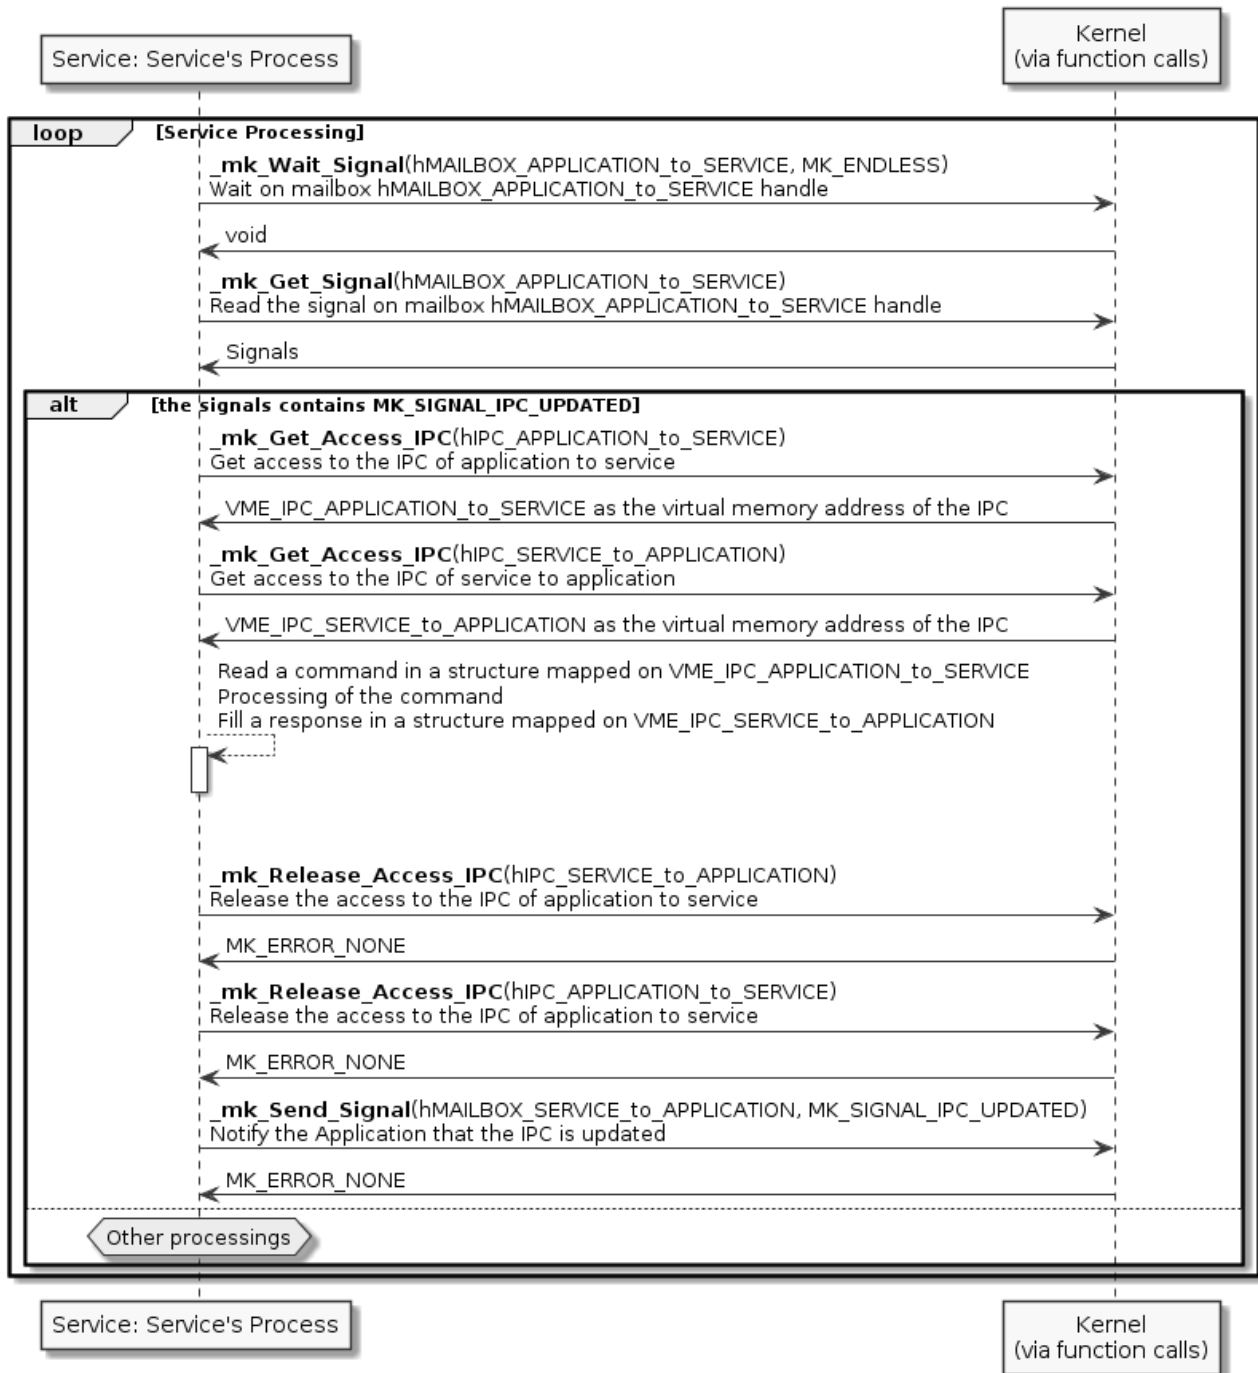 Service: Service's Process
Kernel
(via function calls)
loop
[Service Processing]
_mk_Wait_Signal(hMAILBOX_APPLICATION_to_SERVICE, MK_ENDLESS)
Wait on mailbox hMAILBOX_APPLICATION_to_SERVICE handle
void
_mk_Get_Signal(hMAILBOX_APPLICATION_to_SERVICE)
Read the signal on mailbox hMAILBOX_APPLICATION_to_SERVICE handle
Signals
alt
[the signals contains MK_SIGNAL_IPC_UPDATED]
_mk_Get_Access_IPC(hIPC_APPLICATION_to_SERVICE)
Get access to the IPC of application to service
VME_IPC_APPLICATION_to_SERVICE as the virtual memory address of the IPC
_mk_Get_Access_IPC(hIPC_SERVICE_to_APPLICATION)
Get access to the IPC of service to application
VME_IPC_SERVICE_to_APPLICATION as the virtual memory address of the IPC
Read a command in a structure mapped on VME_IPC_APPLICATION_to_SERVICE
Processing of the command
Fill a response in a structure mapped on VME_IPC_SERVICE_to_APPLICATION
_mk_Release_Access_IPC(hIPC_SERVICE_to_APPLICATION)
Release the access to the IPC of application to service
MK_ERROR_NONE
_mk_Release_Access_IPC(hIPC_APPLICATION_to_SERVICE)
Release the access to the IPC of application to service
MK_ERROR_NONE
_mk_Send_Signal(hMAILBOX_SERVICE_to_APPLICATION, MK_SIGNAL_IPC_UPDATED)
Notify the Application that the IPC is updated
MK_ERROR_NONE
Other processings
Service: Service's Process
Kernel
(via function calls)